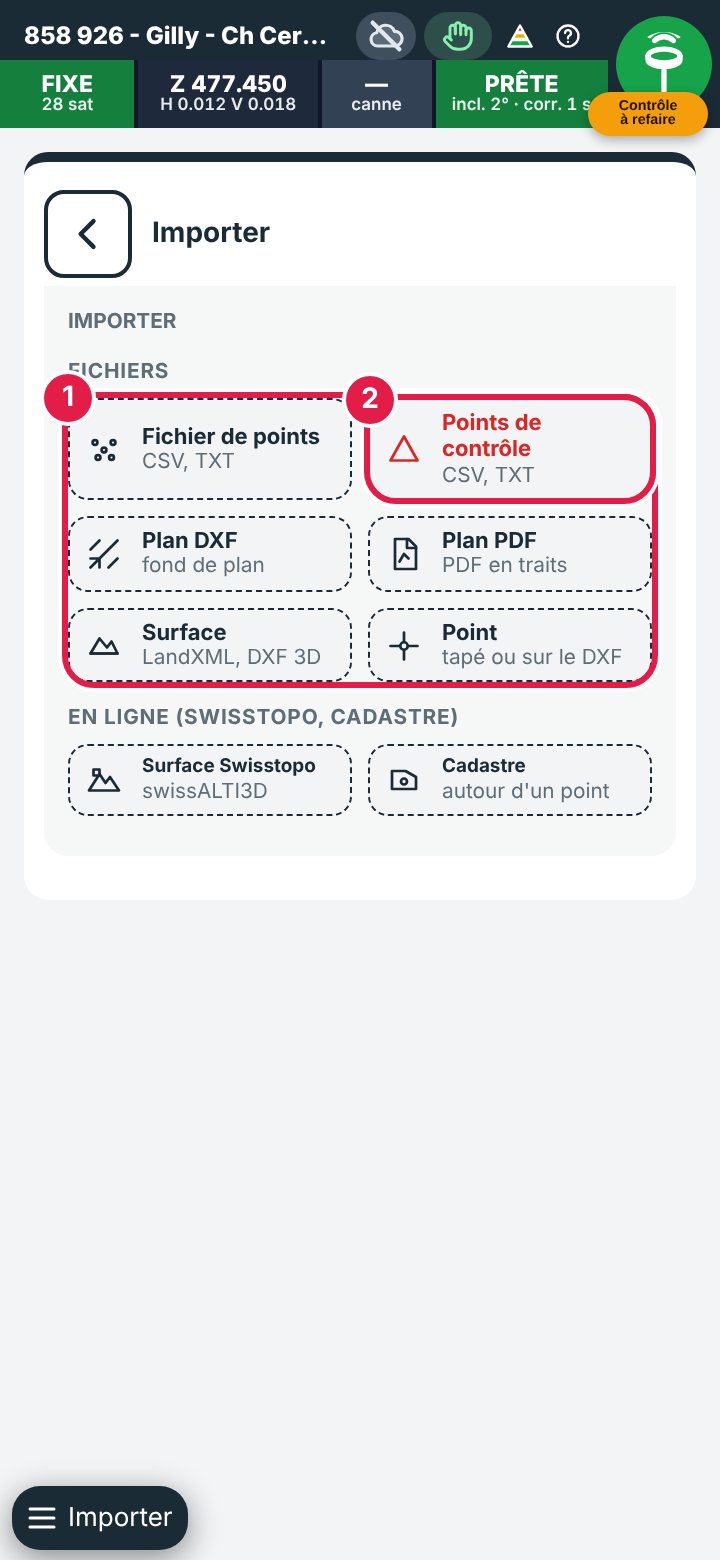 858 926 - Gilly - Ch Cer...
FIXE
28 sat
Z 477.450
H 0.012 V 0.018
—
canne
PRÊTE
incl. 2° · corr. 1 s
Contrôle
à refaire
Importer
IMPORTER
FICHIERS
1
2
Fichier de points
CSV, TXT
Points de
contrôle
CSV, TXT
Plan DXF
fond de plan
Plan PDF
PDF en traits
Surface
LandXML, DXF 3D
Point
tapé ou sur le DXF
EN LIGNE (SWISSTOPO, CADASTRE)
Surface Swisstopo
swissALTI3D
Cadastre
autour d'un point
Importer